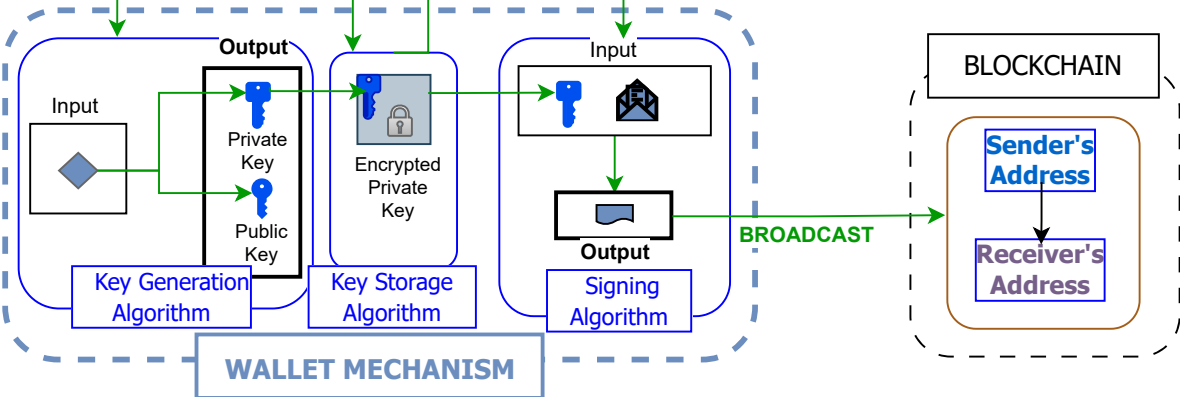 Output
Input
Private
Key
Public
Key
Key Generation
Algorithm
Encrypted
Private
Key
Key Storage
Algorithm
Input
Output
Signing
Algorithm
WALLET MECHANISM
BROADCAST
BLOCKCHAIN
Sender's
Address
Receiver's
Address